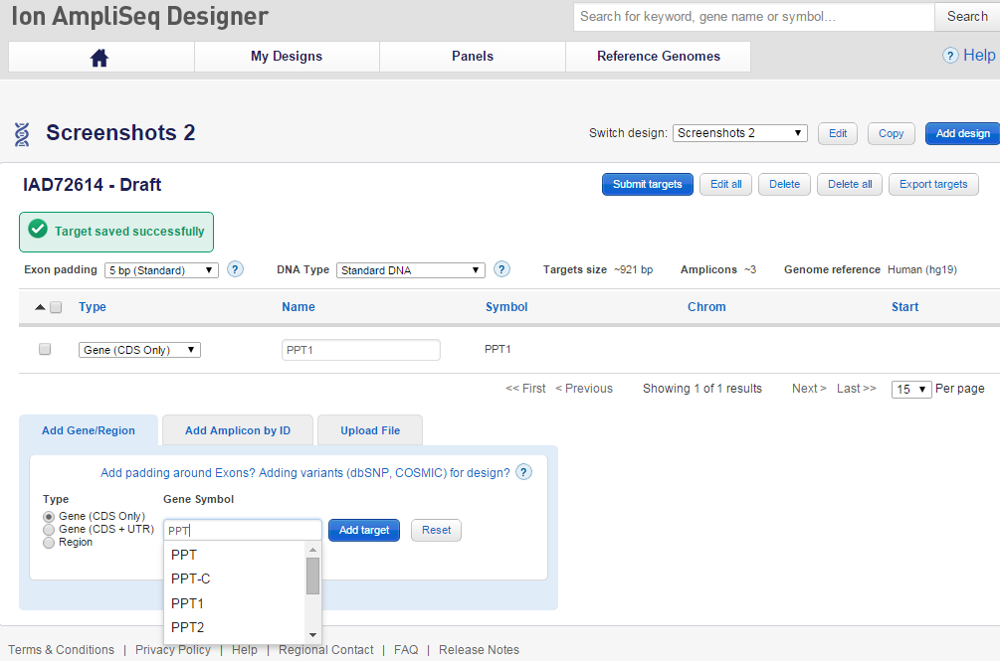 Ion AmpliSeq Designer
Search for keyword, gene name or symbol...
Search
My Designs
Panels
Reference Genomes
? Help
Screenshots 2
Switch design: Screenshots 2
Edit
Copy
Add design
IAD72614 - Draft
Submit targets
Edit all
Delete
Delete all
Export targets
Target saved successfully
Exon padding 5 bp (Standard) ? DNA Type Standard DNA ? Targets size ~921 bp Amplicons ~3 Genome reference Human (hg19)
Type Name Symbol Chrom Start
Gene (CDS Only) PPT1 PPT1
<< First < Previous Showing 1 of 1 results Next > Last >> 15 Per page
Add Gene/Region
Add Amplicon by ID
Upload File
Add padding around Exons? Adding variants (dbSNP, COSMIC) for design? ?
Type Gene Symbol
Gene (CDS Only)
Gene (CDS + UTR)
Region
PPT
Add target
Reset
PPT
PPT-C
PPT1
PPT2
Terms & Conditions | Privacy Policy | Help | Regional Contact | FAQ | Release Notes